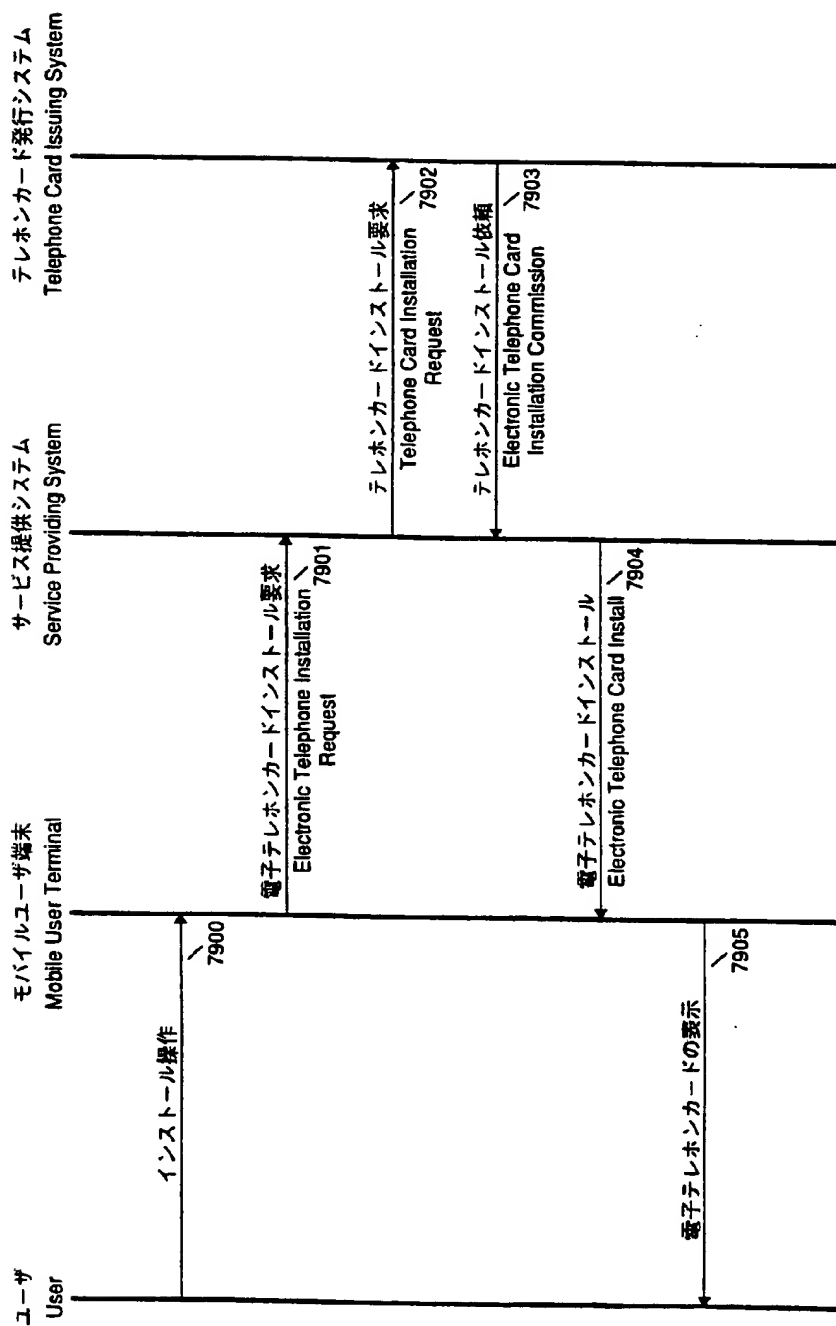 ユーザ
User
モバイルユーザ端末
Mobile User Terminal
サービス提供システム
Service Providing System
テレホンカード発行システム
Telephone Card Issuing System
インストール操作
7900
電子テレホンカードインストール要求
Electronic Telephone Installation
Request
7901
テレホンカードインストール要求
Telephone Card Installation
Request
7902
テレホンカードインストール依頼
Electronic Telephone Card
Installation Commission
7903
電子テレホンカードインストール
Electronic Telephone Card Install
7904
電子テレホンカードの表示
7905